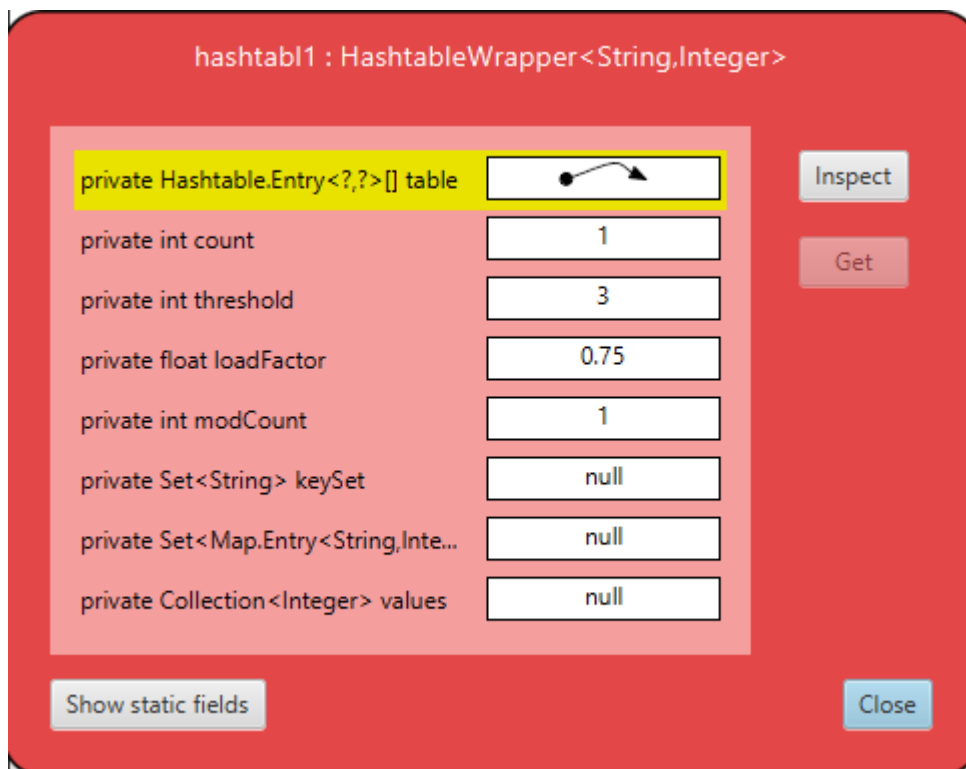 hashtabl1 : HashtableWrapper<String,Integer>
private Hashtable.Entry<?,?>[] table
Inspect
private int count 1
Get
private int threshold 3
private float loadFactor 0.75
private int modCount 1
private Set<String> keySet null
private Set<Map.Entry<String,Inte... null
private Collection<Integer> values null
Show static fields
Close